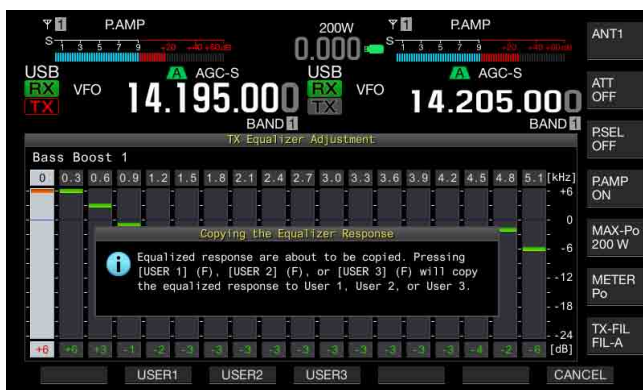 1 P.AMP 200W 1 P.AMP ANT1
S 1 3 5 7 9 +20 +40 +60dB 0.000 S 1 3 5 7 9 +20 +40 +60dB
USB A AGC-S USB A AGC-S ATT
RX VFO 14.195.000 RX VFO 14.205.000 OFF
TX TX
BAND 1 BAND 1 P.SEL
TX Equalizer Adjustment OFF
Bass Boost 1
0 0.3 0.6 0.9 1.2 1.5 1.8 2.1 2.4 2.7 3.0 3.3 3.6 3.9 4.2 4.5 4.8 5.1 [kHz] P.AMP
+6 ON
0
Copying the Equalizer Response MAX-Po
-6 200 W
Equalized response are about to be copied. Pressing
[USER 1] (F), [USER 2] (F), or [USER 3] (F) will copy
the equalized response to User 1, User 2, or User 3.
-12 METER
Po
-18
-24 TX-FIL
+6 +6 +3 -1 -2 -3 -3 -3 -3 -3 -3 -3 -3 -3 -3 -4 -2 -6 [dB] FIL-A
USER1 USER2 USER3 CANCEL